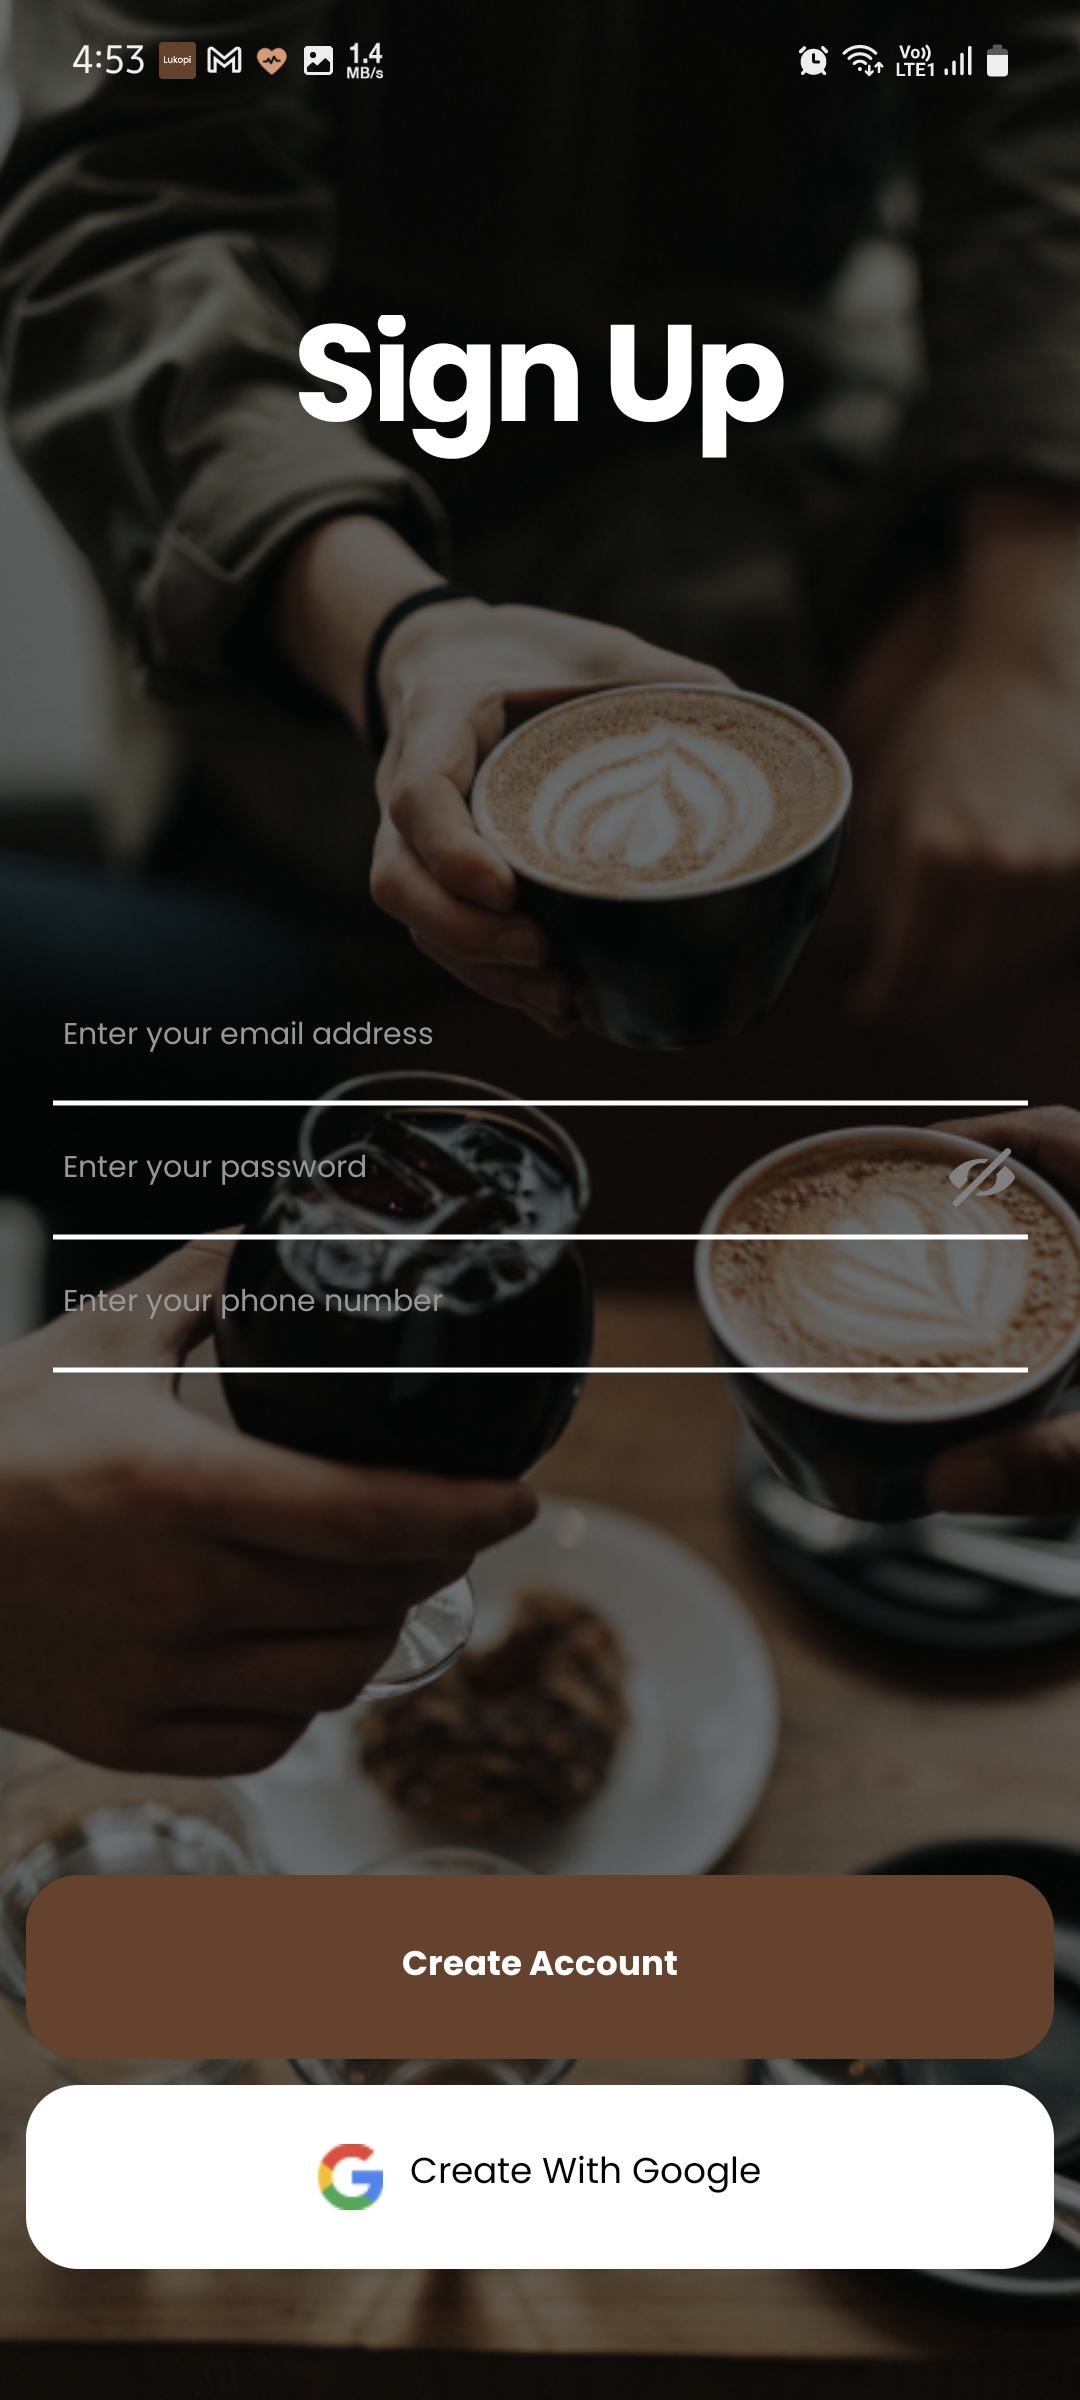 4:53 Lukopi 1.4 MB/s Vo)) LTE1
Sign Up
Enter your email address
Enter your password
Enter your phone number
Create Account
Create With Google